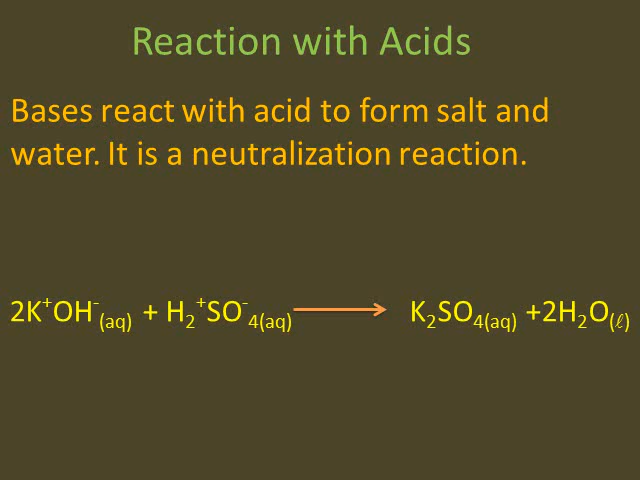 Reaction with Acids
Bases react with acid to form salt and
water. It is a neutralization reaction.
2K⁺OH⁻(aq) + H₂⁺SO⁻₄(aq) ⟶ K₂SO₄(aq) +2H₂O(ℓ)